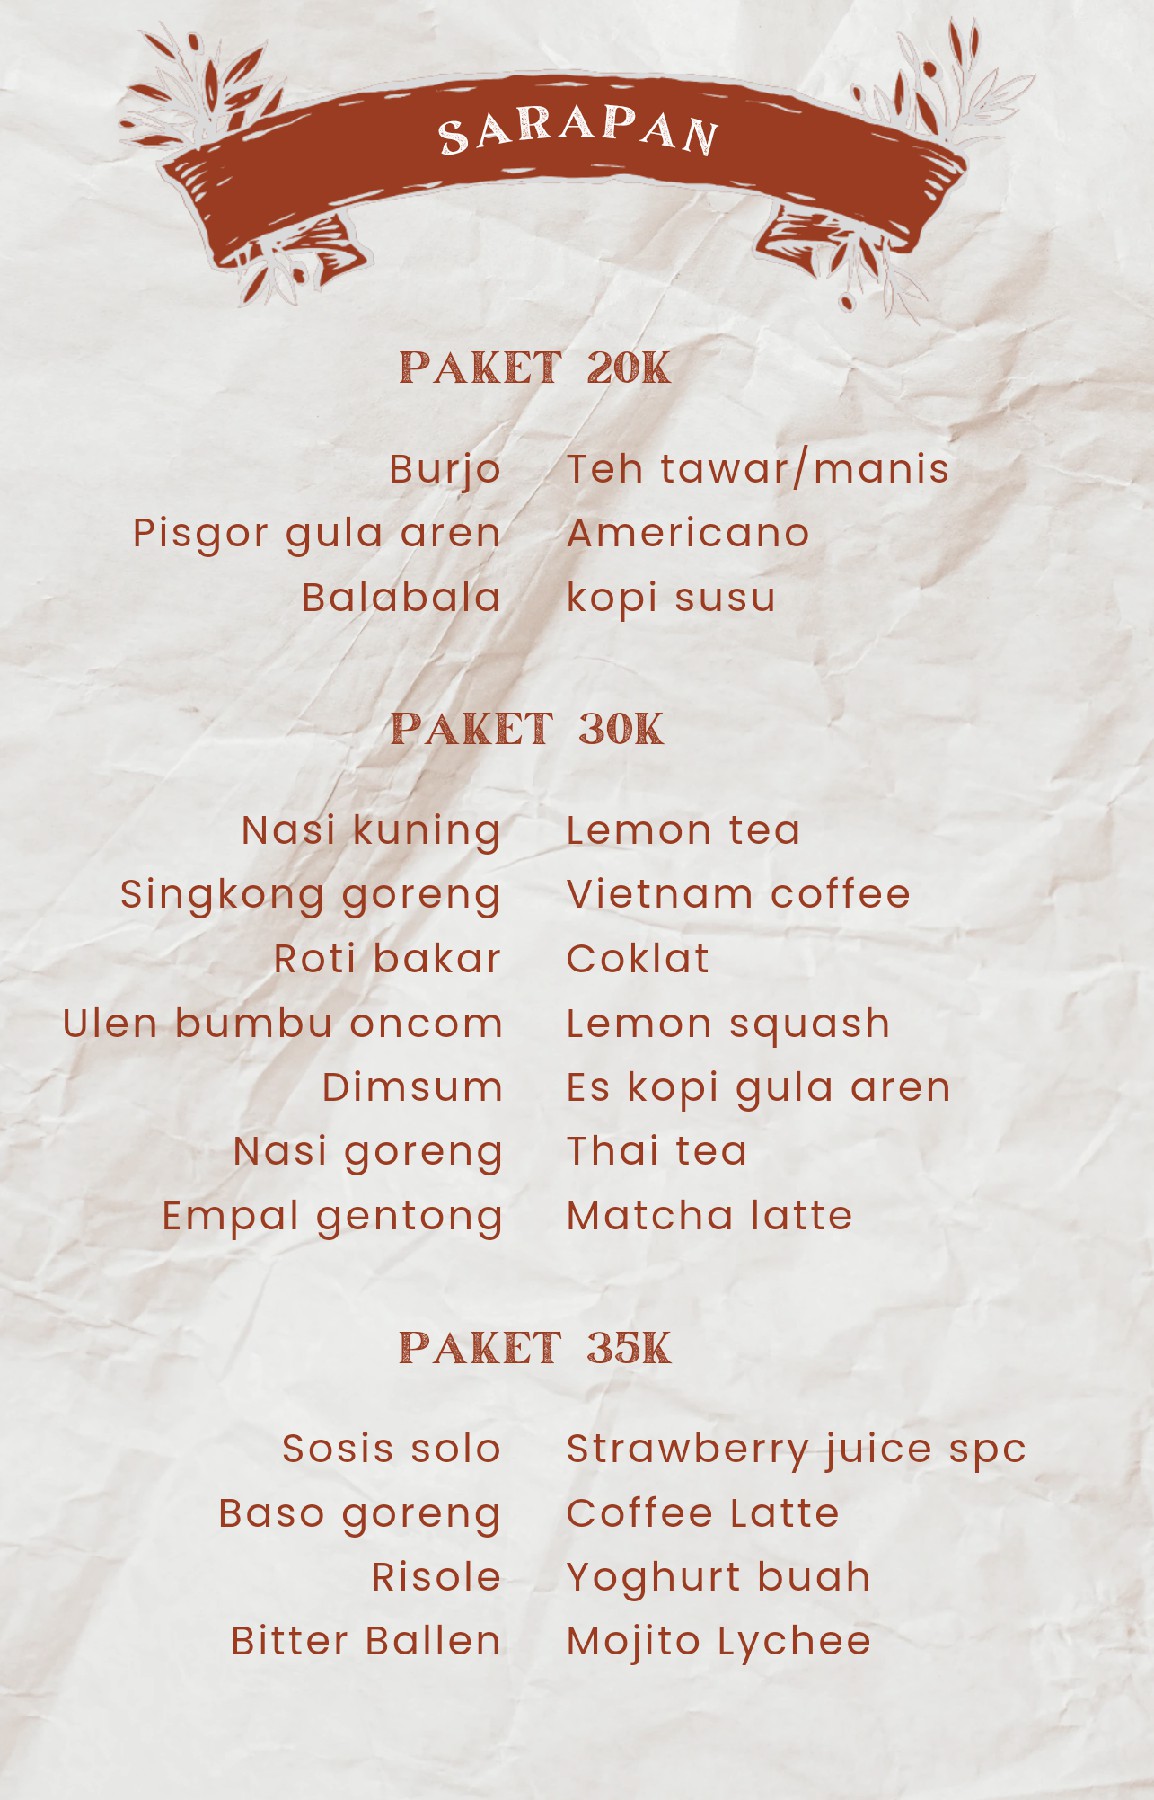 SARAPAN
PAKET 20K
Burjo Teh tawar/manis
Pisgor gula aren Americano
Balabala kopi susu
PAKET 30K
Nasi kuning Lemon tea
Singkong goreng Vietnam coffee
Roti bakar Coklat
Ulen bumbu oncom Lemon squash
Dimsum Es kopi gula aren
Nasi goreng Thai tea
Empal gentong Matcha latte
PAKET 35K
Sosis solo Strawberry juice spc
Baso goreng Coffee Latte
Risole Yoghurt buah
Bitter Ballen Mojito Lychee